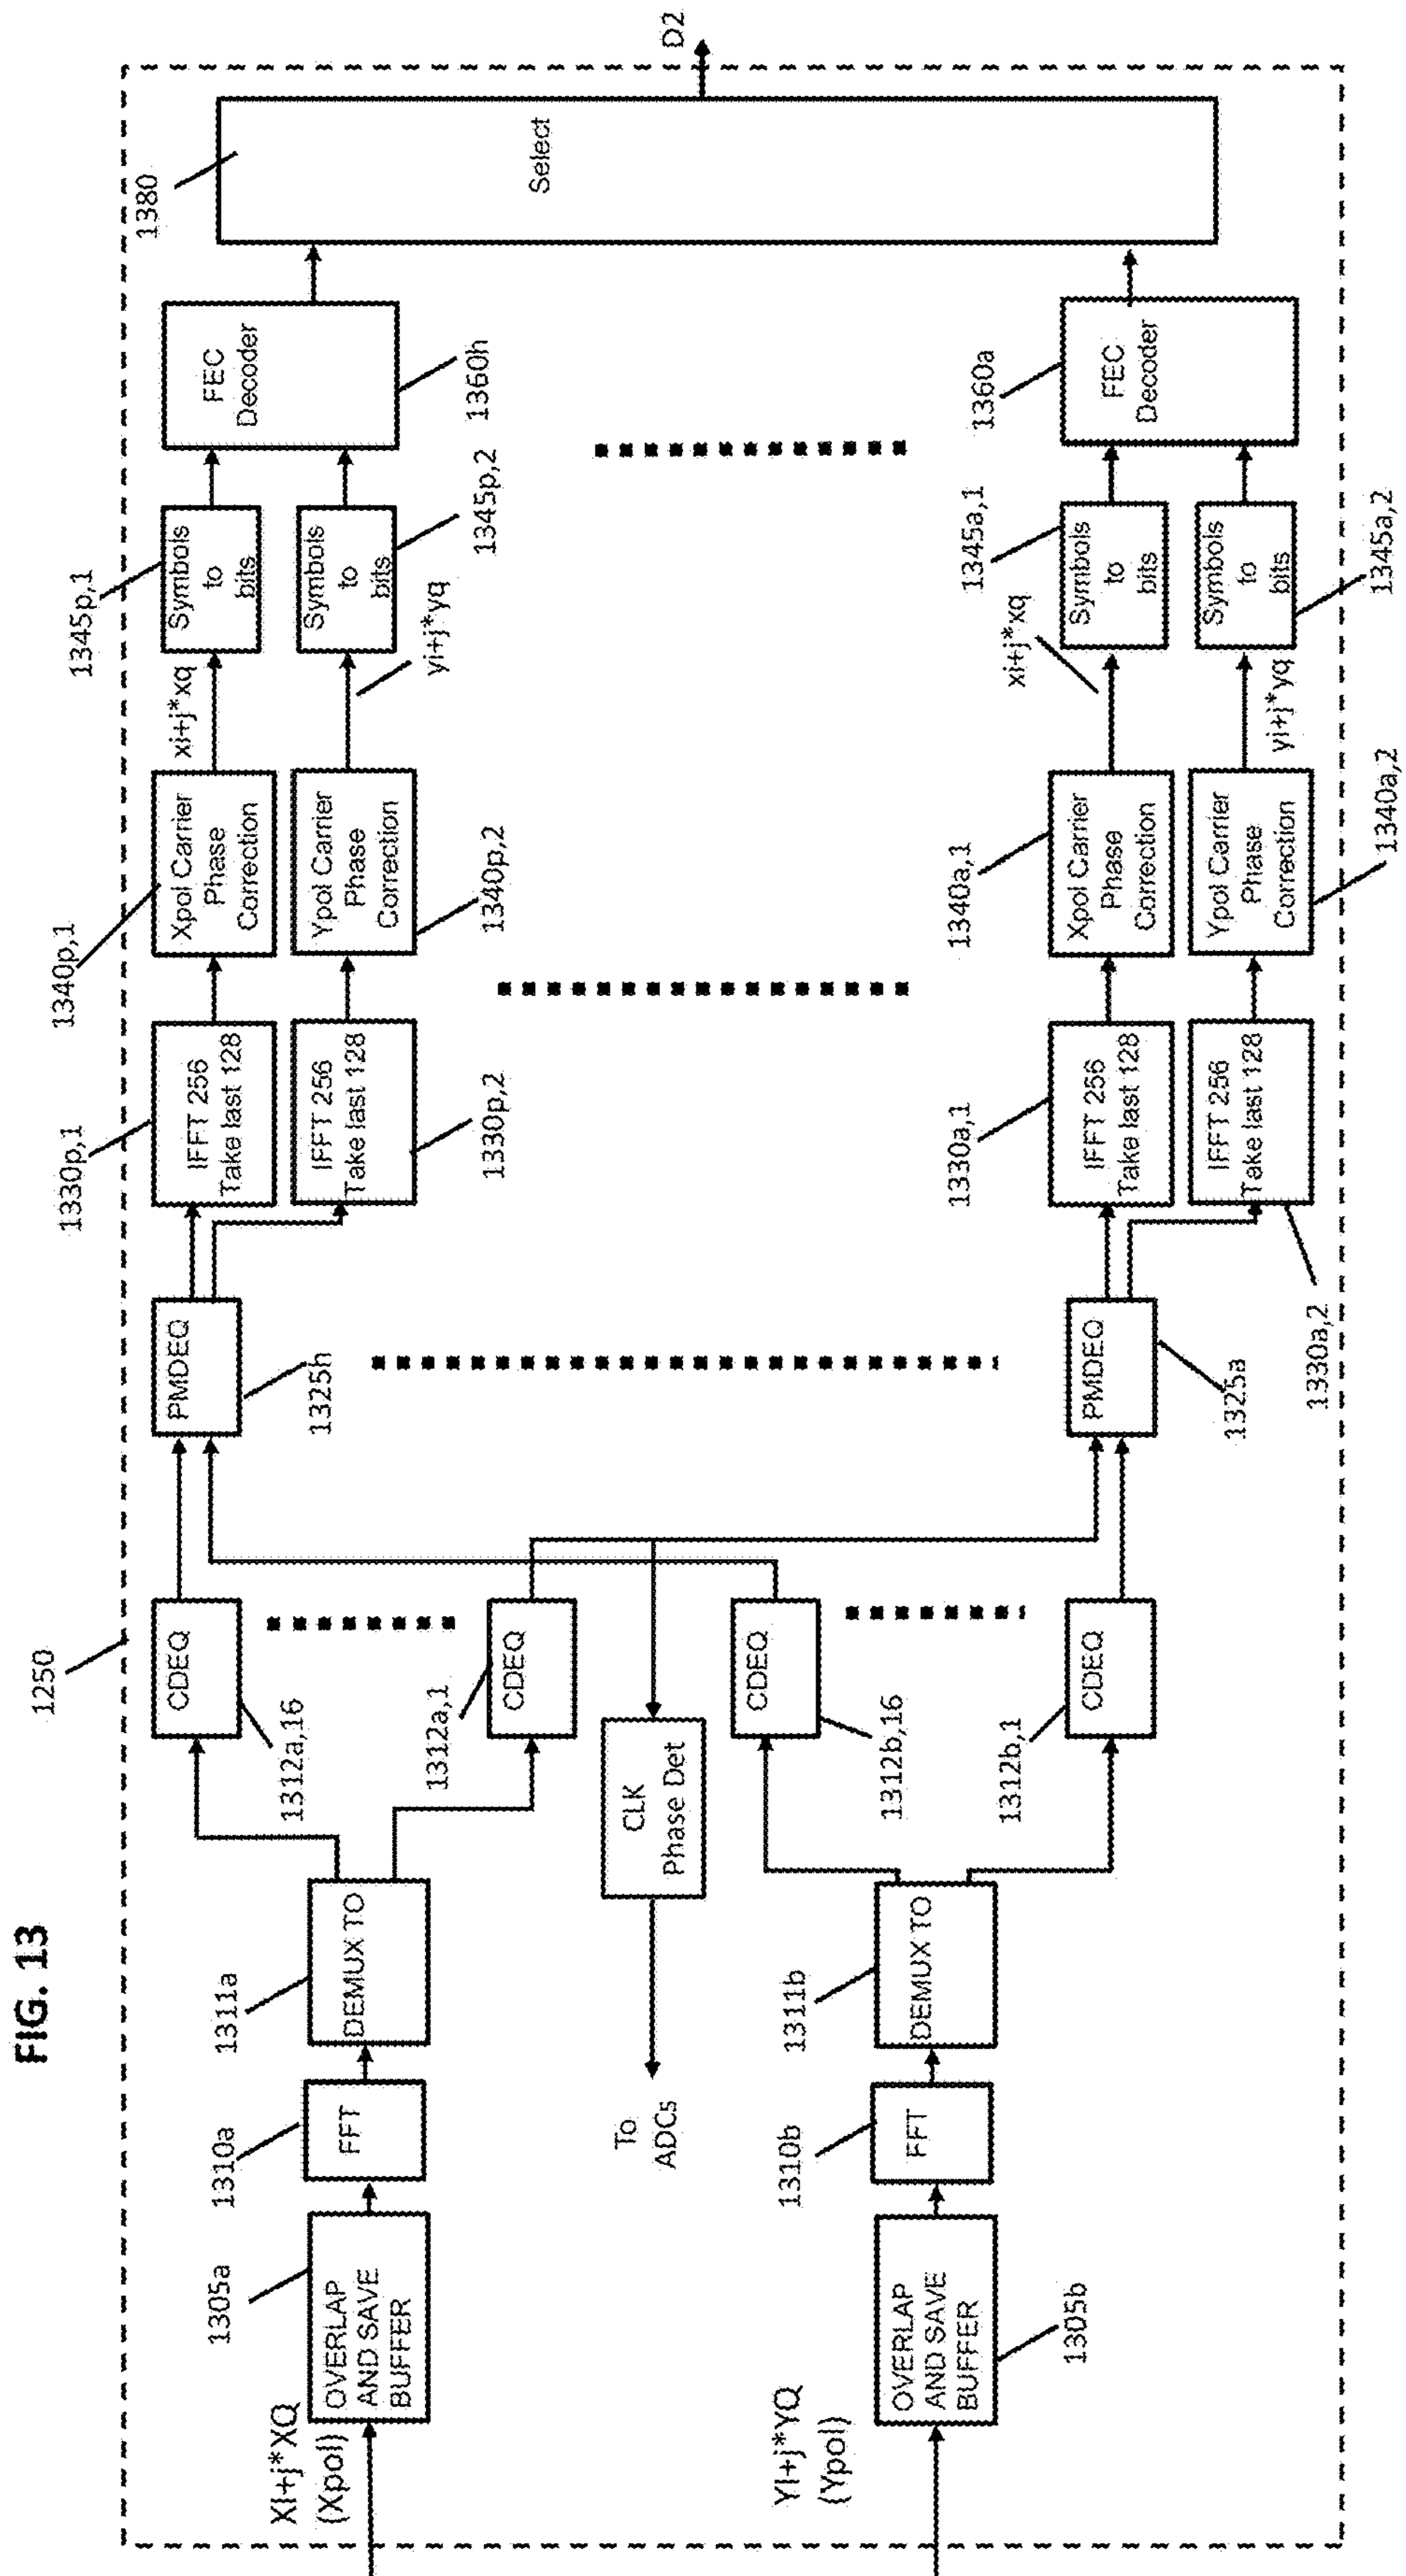 FIG. 13
1250
XI+j*XQ
(Xpol)
1305a
OVERLAP
AND SAVE
BUFFER
1310a
FFT
1311a
DEMUX TO
1312a,16
CDEQ
1312a,1
CDEQ
CLK
Phase Det
To
ADCs
YI+j*YQ
(Ypol)
1305b
OVERLAP
AND SAVE
BUFFER
1310b
FFT
1311b
DEMUX TO
1312b,16
CDEQ
1312b,1
CDEQ
PMDEQ
1325h
1330p,1
IFFT 256
Take last 128
1330p,2
IFFT 256
Take last 128
1340p,1
Xpol Carrier
Phase
Correction
1340p,2
Ypol Carrier
Phase
Correction
xi+j*xq
yi+j*yq
1345p,1
Symbols
to
bits
1345p,2
Symbols
to
bits
FEC
Decoder
1360h
PMDEQ
1325a
1330a,1
IFFT 256
Take last 128
1330a,2
IFFT 256
Take last 128
1340a,1
Xpol Carrier
Phase
Correction
1340a,2
Ypol Carrier
Phase
Correction
xi+j*xq
yi+j*yq
1345a,1
Symbols
to
bits
1345a,2
Symbols
to
bits
1360a
FEC
Decoder
1380
Select
D2